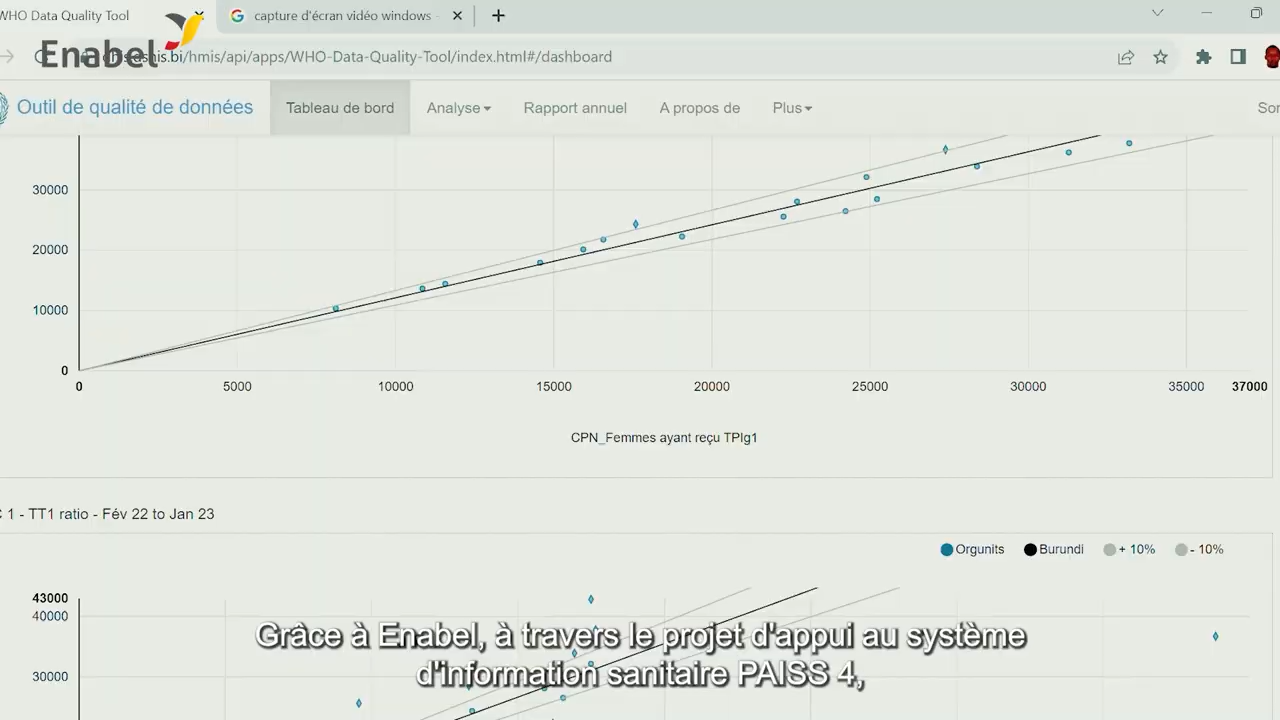 WHO Data Quality Tool
capture d'écran vidéo windows
Enabel
snis.bi/hmis/api/apps/WHO-Data-Quality-Tool/index.html#/dashboard
Outil de qualité de données
Tableau de bord
Analyse
Rapport annuel
A propos de
Plus
30000
20000
10000
0
0 5000 10000 15000 20000 25000 30000 35000 37000
CPN_Femmes ayant reçu TPIg1
1 - TT1 ratio - Fév 22 to Jan 23
Orgunits Burundi + 10% - 10%
43000
40000
30000
Grâce à Enabel, à travers le projet d'appui au système
d'information sanitaire PAISS 4,